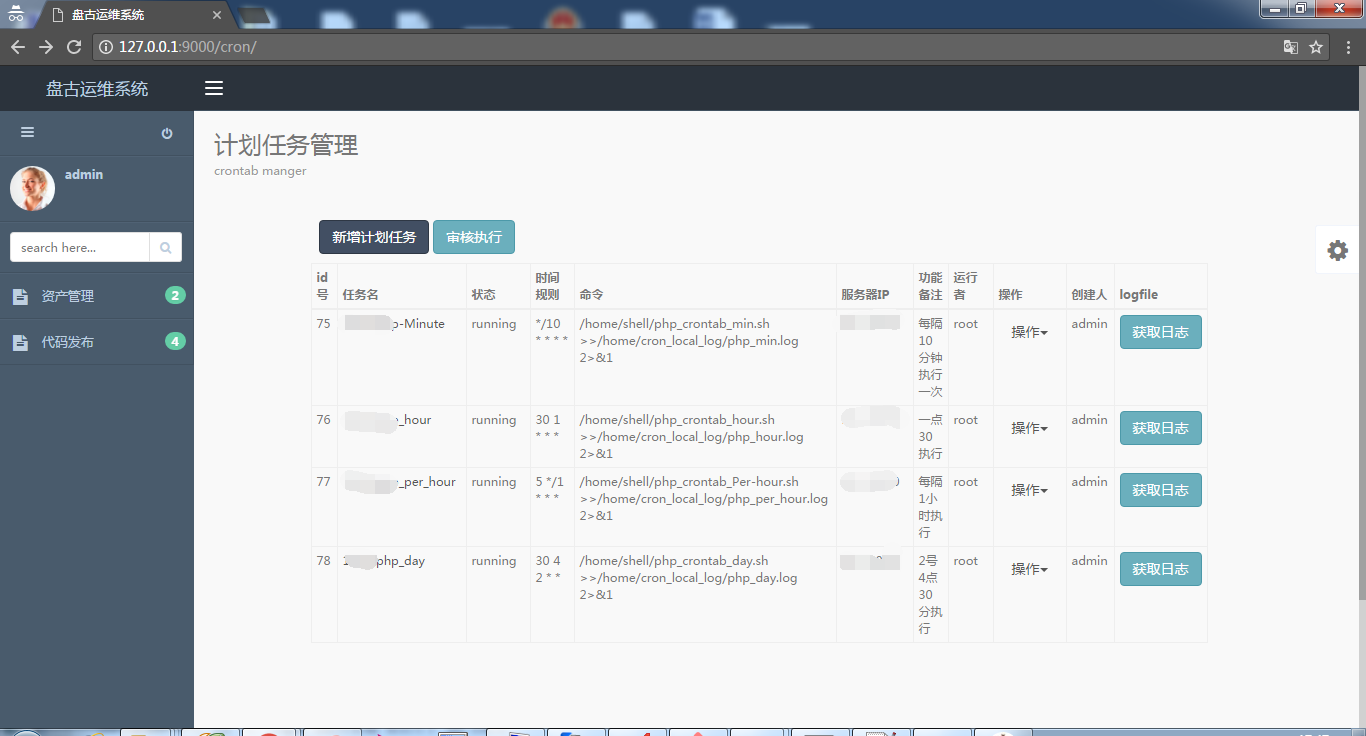 盘古运维系统
127.0.0.1:9000/cron/
盘古运维系统
admin
search here...
资产管理 2
代码发布 4
计划任务管理
crontab manger
新增计划任务 审核执行
id号 任务名 状态 时间规则 命令 服务器IP 功能备注 运行者 操作 创建人 logfile
75 p-Minute running */10 * * * * /home/shell/php_crontab_min.sh >>/home/cron_local_log/php_min.log 2>&1 每隔10分钟执行一次 root 操作 admin 获取日志
76 _hour running 30 1 * * * /home/shell/php_crontab_hour.sh >>/home/cron_local_log/php_hour.log 2>&1 一点30执行 root 操作 admin 获取日志
77 _per_hour running 5 */1 * * * /home/shell/php_crontab_Per-hour.sh >>/home/cron_local_log/php_per_hour.log 2>&1 每隔1小时执行 root 操作 admin 获取日志
78 php_day running 30 4 2 * * /home/shell/php_crontab_day.sh >>/home/cron_local_log/php_day.log 2>&1 2号4点30分执行 root 操作 admin 获取日志